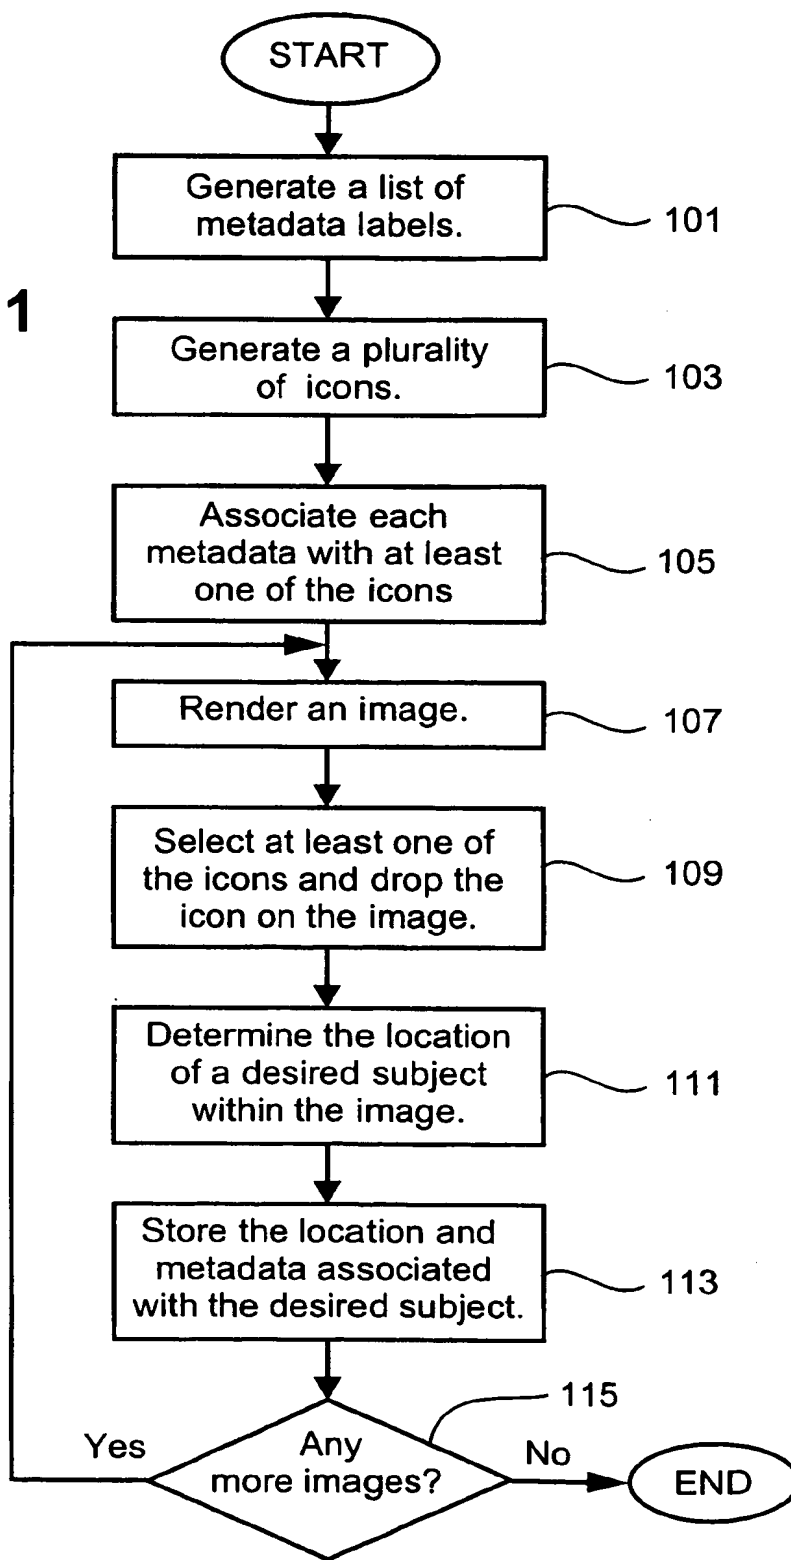 START
Generate a list of
metadata labels.
101
1
Generate a plurality
of icons.
103
Associate each
metadata with at least
one of the icons
105
Render an image.
107
Select at least one of
the icons and drop the
icon on the image.
109
Determine the location
of a desired subject
within the image.
111
Store the location and
metadata associated
with the desired subject.
113
115
Any
more images?
Yes
No
END